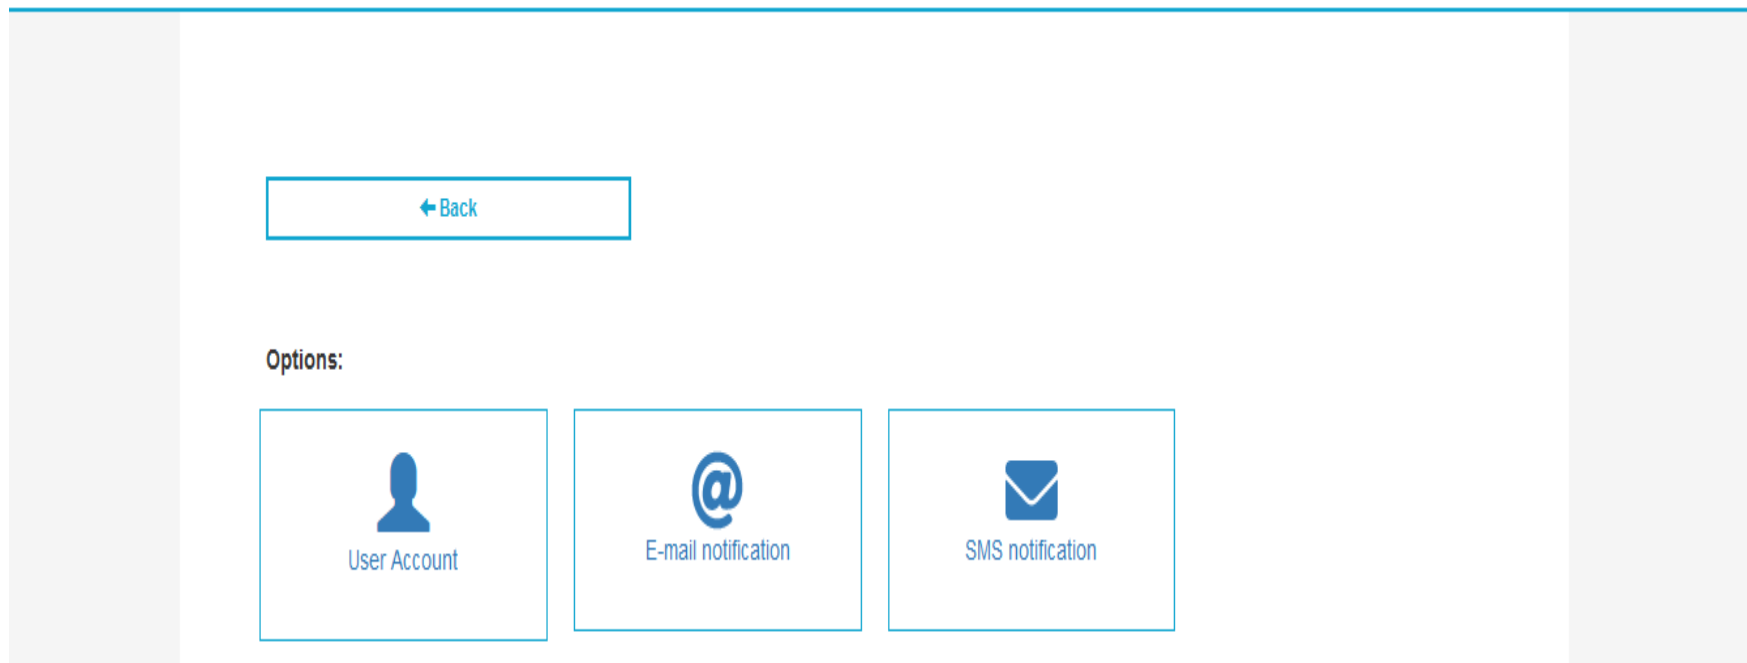 Back
Options:
User Account
E-mail notification
SMS notification